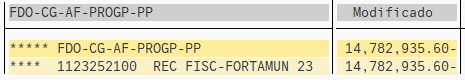 FDO-CG-AF-PROGP-PP Modificado
***** FDO-CG-AF-PROGP-PP 14,782,935.60-
**** 1123252100 REC FISC-FORTAMUN 23 14,782,935.60-